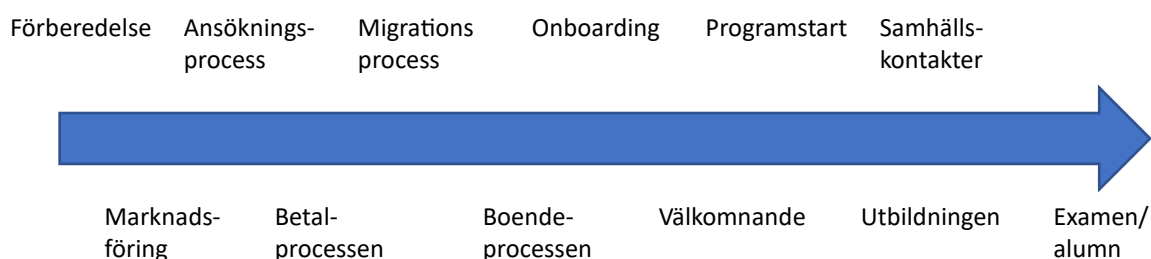 Förberedelse
Ansöknings-
process
Migrations
process
Onboarding
Programstart
Samhälls-
kontakter
Marknads-
föring
Betal-
processen
Boende-
processen
Välkomnande
Utbildningen
Examen/
alumn